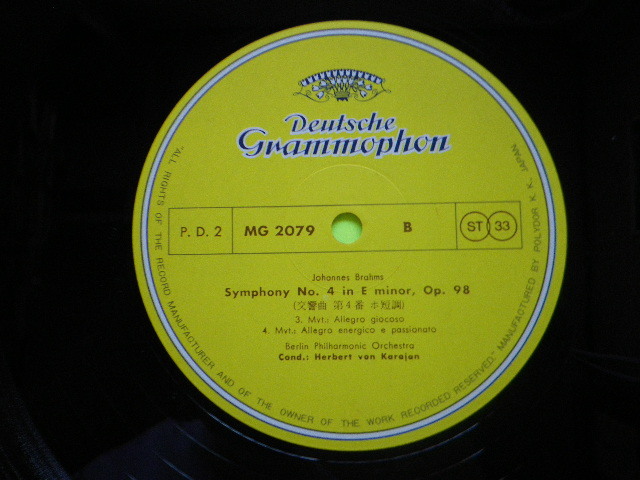 Deutsche
Grammophon
P. D. 2 MG 2079 B ST 33
Johannes Brahms
Symphony No. 4 in E minor, Op. 98
(交響曲 第4番 ホ短調)
3. Mvt.: Allegro giocoso
4. Mvt.: Allegro energico e passionato
Berlin Philharmonic Orchestra
Cond.: Herbert von Karajan
"ALL RIGHTS OF THE RECORD MANUFACTURER AND OF THE OWNER OF THE WORK RECORDED RESERVED." MANUFACTURED BY POLYDOR K. K., JAPAN